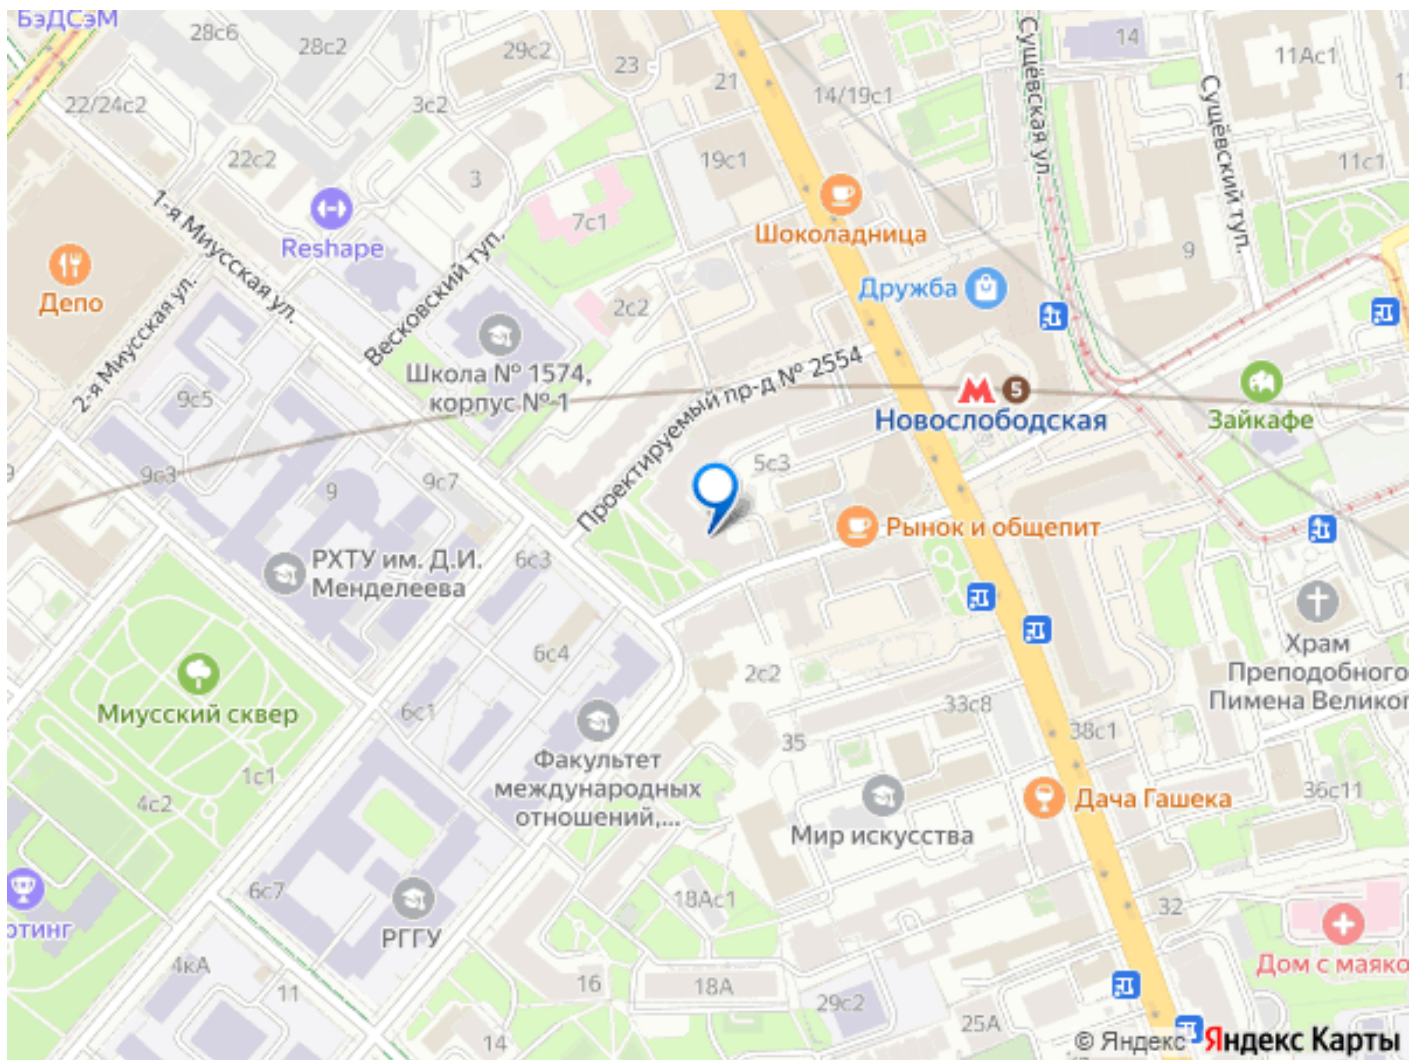 БэДСэМ
28с6
28с2
29с2
23
21
14/19с1
Сущёвская ул.
14
11Ас1
Сущёвский туп.
11с1
22/24с2
3с2
22с2
3
19с1
7с1
1-я Миусская ул.
Reshape
Весковский туп.
Шоколадница
9
Дружба
Депо
2-я Миусская ул.
2с2
Школа № 1574,
корпус № 1
Проектируемый пр-д № 2554
5
Новослободская
Зайкафе
9с5
9с3
9
9с7
5с3
Рынок и общепит
РХТУ им. Д.И.
Менделеева
6с3
6с4
2с2
Храм
Преподобного
Пимена Великог
Миусский сквер
6с1
33с8
38с1
35
1с1
4с2
Факультет
международных
отношений,...
Мир искусства
Дача Гашека
36с11
6с7
РГГУ
18Ас1
32
ртинг
Дом с маяко
4кА
11
16
18А
29с2
25А
14
© Яндекс
Яндекс Карты